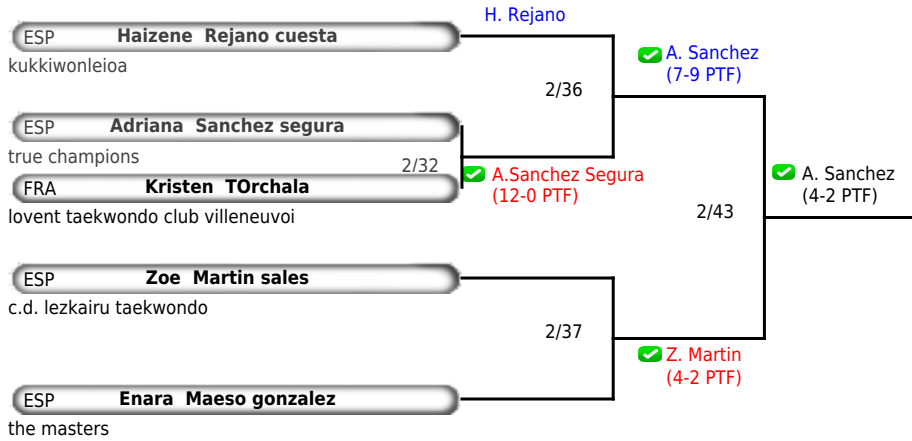 H. Rejano
ESP Haizene Rejano cuesta
kukkiwonleioa
A. Sanchez
(7-9 PTF)
2/36
ESP Adriana Sanchez segura
true champions
2/32
A.Sanchez Segura
(12-0 PTF)
FRA Kristen TOrchala
lovent taekwondo club villeneuvoi
A. Sanchez
(4-2 PTF)
2/43
ESP Zoe Martin sales
c.d. lezkairu taekwondo
2/37
Z. Martin
(4-2 PTF)
ESP Enara Maeso gonzalez
the masters